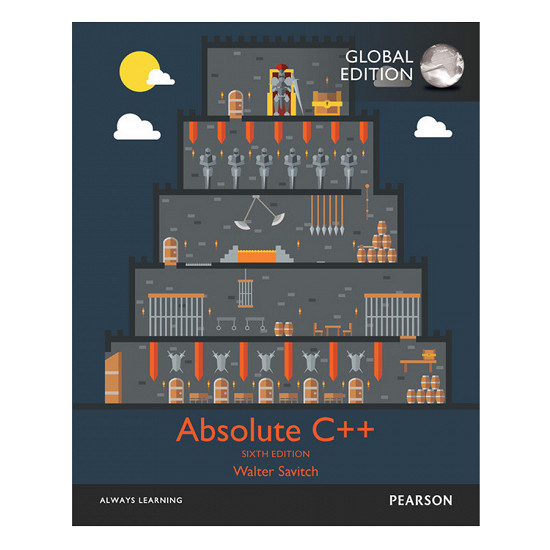 GLOBAL
EDITION
Absolute C++
SIXTH EDITION
Walter Savitch
ALWAYS LEARNING
PEARSON